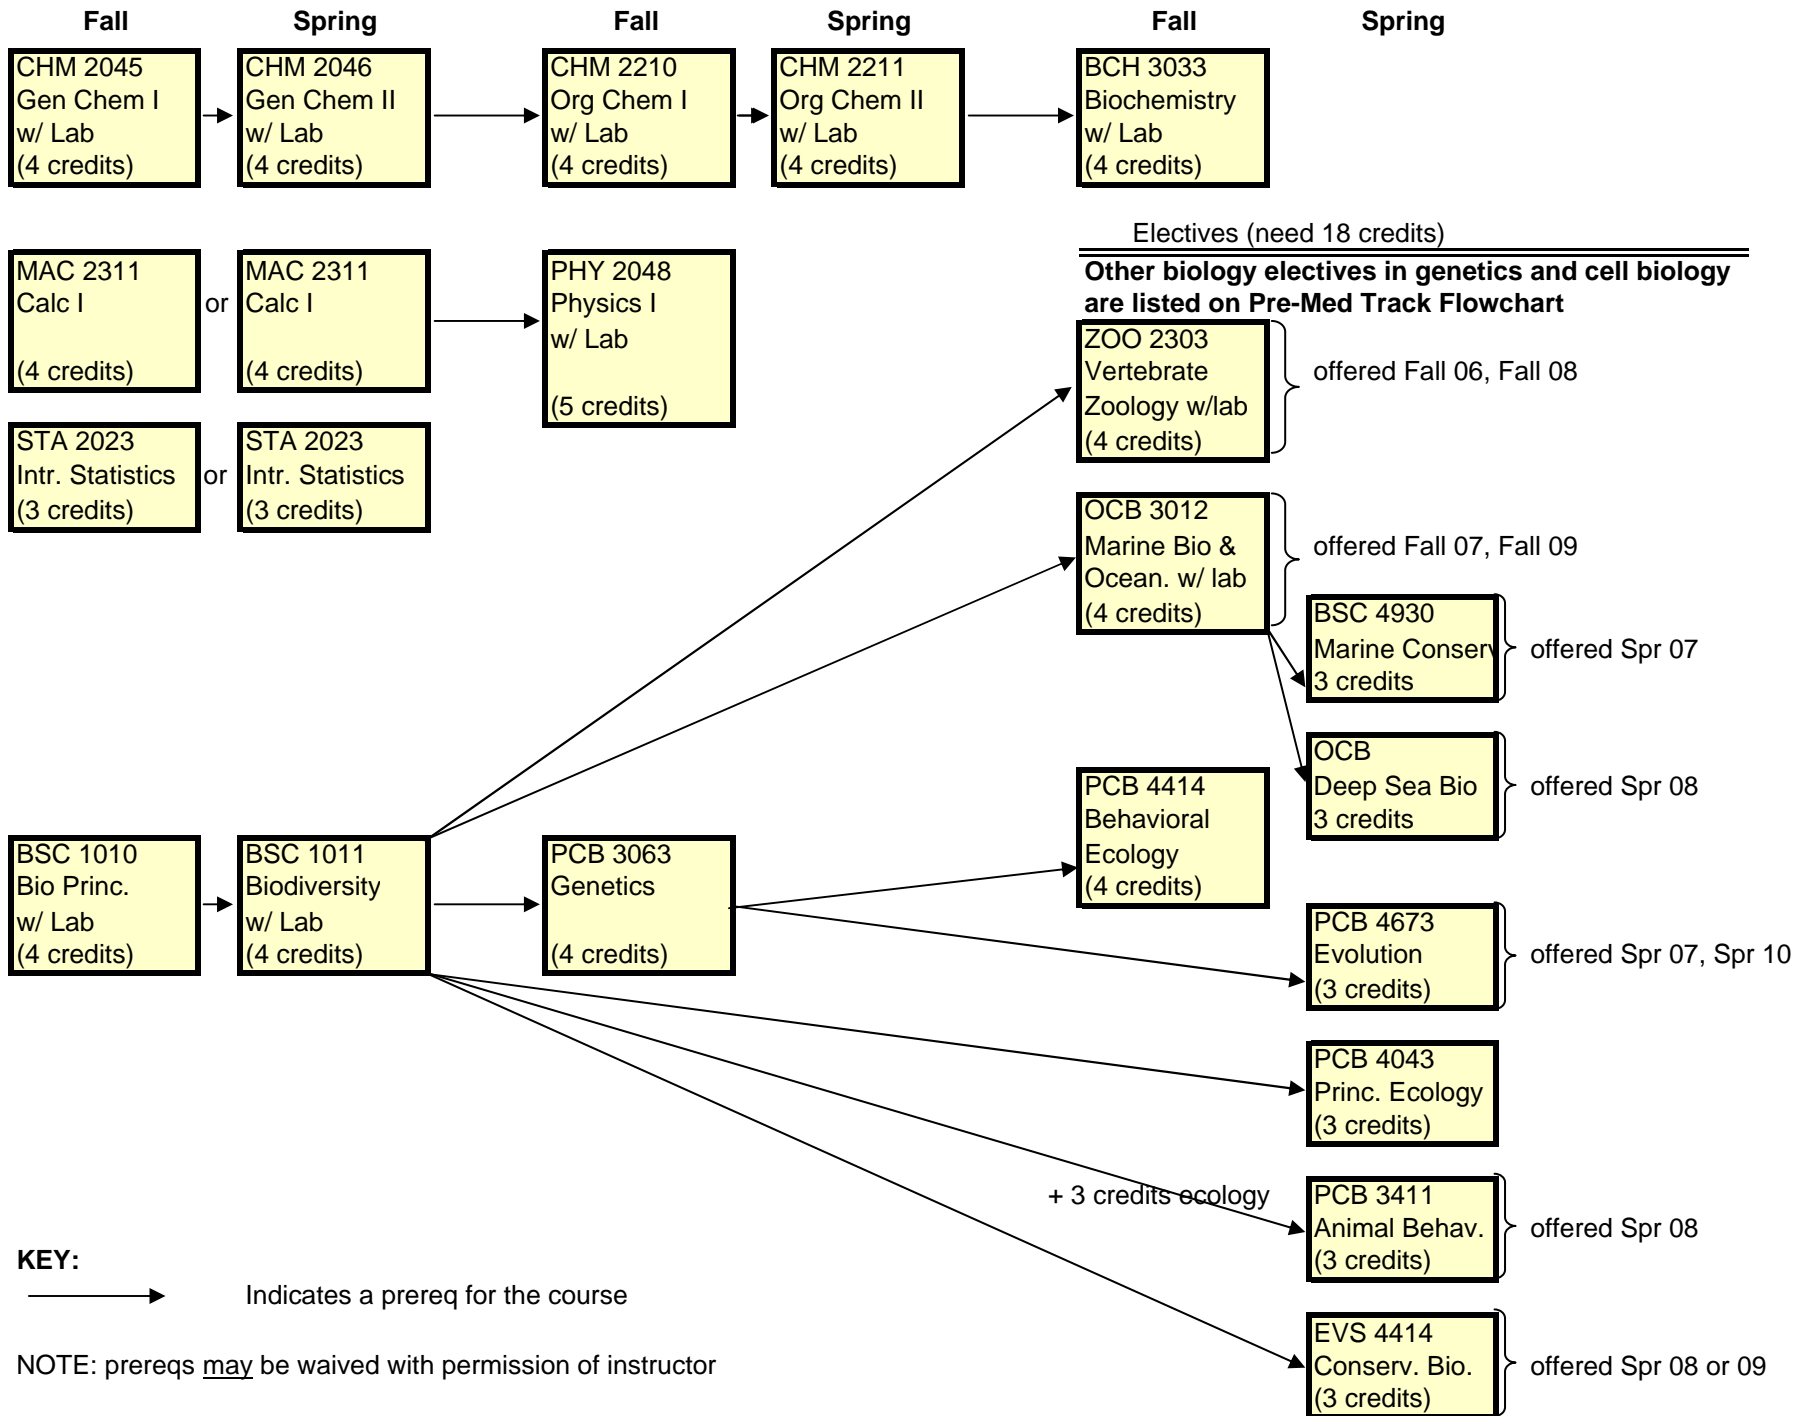 Fall Spring Fall Spring Fall Spring
CHM 2045
Gen Chem I
w/ Lab
(4 credits)
CHM 2046
Gen Chem II
w/ Lab
(4 credits)
CHM 2210
Org Chem I
w/ Lab
(4 credits)
CHM 2211
Org Chem II
w/ Lab
(4 credits)
BCH 3033
Biochemistry
w/ Lab
(4 credits)
Electives (need 18 credits)
Other biology electives in genetics and cell biology
are listed on Pre-Med Track Flowchart
MAC 2311
Calc I
(4 credits)
or
MAC 2311
Calc I
(4 credits)
PHY 2048
Physics I
w/ Lab
(5 credits)
STA 2023
Intr. Statistics
(3 credits)
or
STA 2023
Intr. Statistics
(3 credits)
ZOO 2303
Vertebrate
Zoology w/lab
(4 credits)
offered Fall 06, Fall 08
OCB 3012
Marine Bio &
Ocean. w/ lab
(4 credits)
offered Fall 07, Fall 09
BSC 4930
Marine Conserv
3 credits
offered Spr 07
OCB
Deep Sea Bio
3 credits
offered Spr 08
PCB 4414
Behavioral
Ecology
(4 credits)
BSC 1010
Bio Princ.
w/ Lab
(4 credits)
BSC 1011
Biodiversity
w/ Lab
(4 credits)
PCB 3063
Genetics
(4 credits)
PCB 4673
Evolution
(3 credits)
offered Spr 07, Spr 10
PCB 4043
Princ. Ecology
(3 credits)
+ 3 credits ecology
PCB 3411
Animal Behav.
(3 credits)
offered Spr 08
EVS 4414
Conserv. Bio.
(3 credits)
offered Spr 08 or 09
KEY:
Indicates a prereq for the course
NOTE: prereqs may be waived with permission of instructor